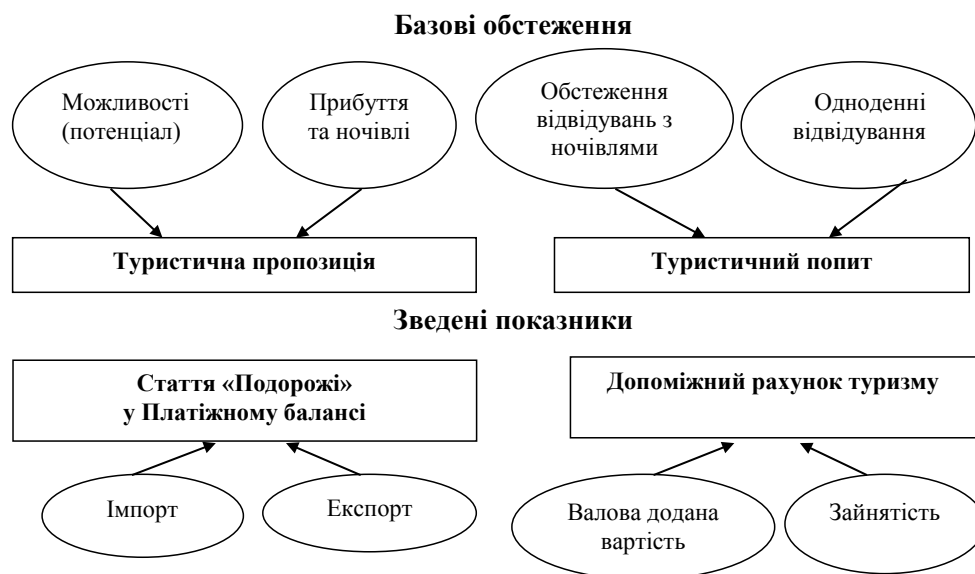 Базові обстеження
Можливості
(потенціал)
Прибуття
та ночівлі
Обстеження
відвідувань з
ночівлями
Одноденні
відвідування
Туристична пропозиція
Туристичний попит
Зведені показники
Стаття «Подорожі»
у Платіжному балансі
Допоміжний рахунок туризму
Імпорт
Експорт
Валова додана
вартість
Зайнятість